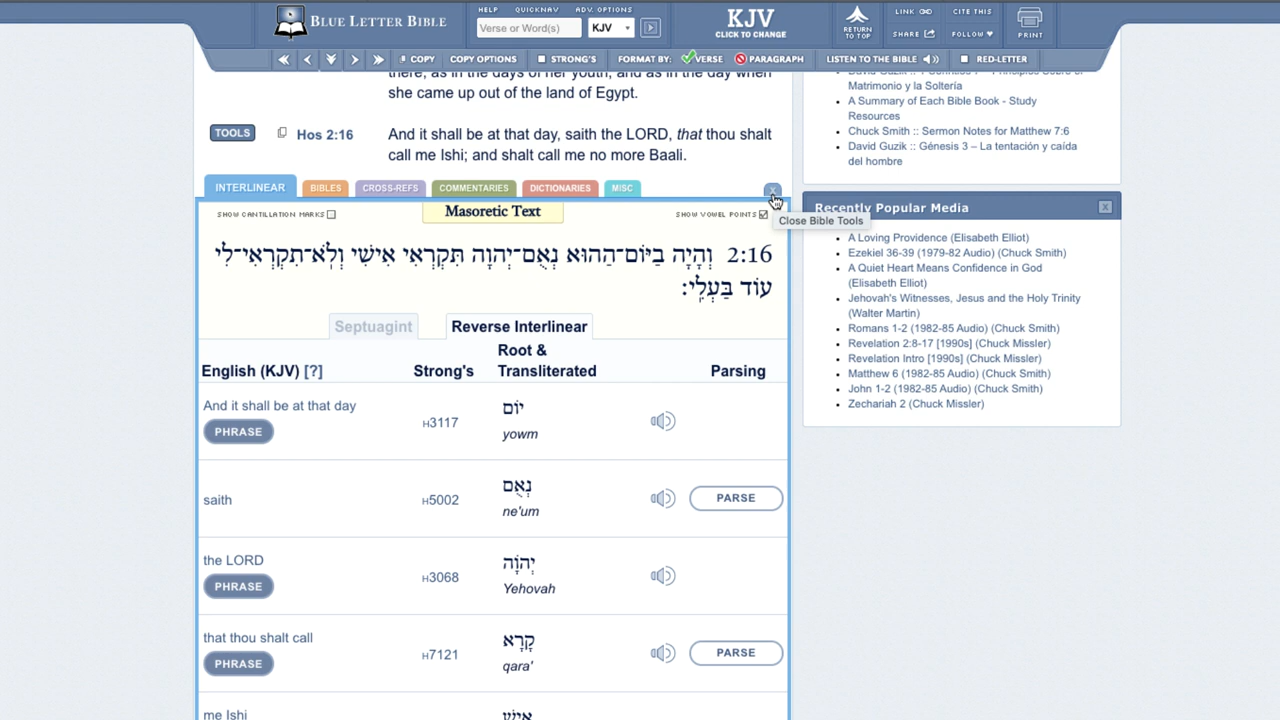 BLUE LETTER BIBLE
HELP QUICKNAV ADV. OPTIONS
Verse or Word(s) KJV
KJV
CLICK TO CHANGE
RETURN
TO TOP
LINK CITE THIS
SHARE FOLLOW
PRINT
COPY COPY OPTIONS STRONG'S FORMAT BY: VERSE PARAGRAPH LISTEN TO THE BIBLE RED-LETTER
there, as in the days of her youth, and as in the day when
she came up out of the land of Egypt.
TOOLS Hos 2:16 And it shall be at that day, saith the LORD, that thou shalt
call me Ishi; and shalt call me no more Baali.
INTERLINEAR BIBLES CROSS-REFS COMMENTARIES DICTIONARIES MISC X
SHOW CANTILLATION MARKS Masoretic Text SHOW VOWEL POINTS
2:16 וְהָיָה בַיּוֹם־הַהוּא נְאֻם־יְהוָה תִּקְרְאִי אִישִׁי וְלֹא־תִקְרְאִי־לִי
עוֹד בַּעְלִי׃
Septuagint Reverse Interlinear
English (KJV) [?] Strong's Root &
Transliterated Parsing
And it shall be at that day
PHRASE
H3117
יוֹם
yowm
saith
H5002
נְאֻם
ne'um
PARSE
the LORD
PHRASE
H3068
יְהֹוָה
Yehovah
that thou shalt call
PHRASE
H7121
קָרָא
qara'
PARSE
me Ishi
אִישׁ
Matrimonio y la Soltería
A Summary of Each Bible Book - Study
Resources
Chuck Smith :: Sermon Notes for Matthew 7:6
David Guzik :: Génesis 3 – La tentación y caída
del hombre
Close Bible Tools
Recently Popular Media X
A Loving Providence (Elisabeth Elliot)
Ezekiel 36-39 (1979-82 Audio) (Chuck Smith)
A Quiet Heart Means Confidence in God
(Elisabeth Elliot)
Jehovah's Witnesses, Jesus and the Holy Trinity
(Walter Martin)
Romans 1-2 (1982-85 Audio) (Chuck Smith)
Revelation 2:8-17 [1990s] (Chuck Missler)
Revelation Intro [1990s] (Chuck Missler)
Matthew 6 (1982-85 Audio) (Chuck Smith)
John 1-2 (1982-85 Audio) (Chuck Smith)
Zechariah 2 (Chuck Missler)